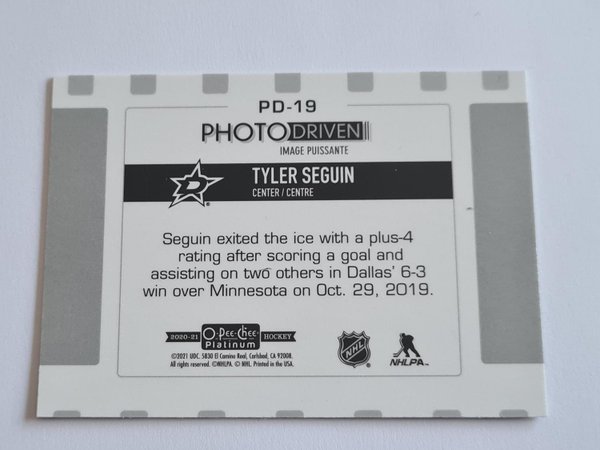 PD-19
PHOTO DRIVEN
IMAGE PUISSANTE
D
TYLER SEGUIN
CENTER / CENTRE
Seguin exited the ice with a plus-4
rating after scoring a goal and
assisting on two others in Dallas' 6-3
win over Minnesota on Oct. 29, 2019.
2020-21 O-Pee-Chee HOCKEY
Platinum
©2021 UDC. 5830 El Camino Real, Carlsbad, CA 92008.
All rights reserved. ©NHLPA. © NHL. Printed in the USA.
NHL
NHLPA™